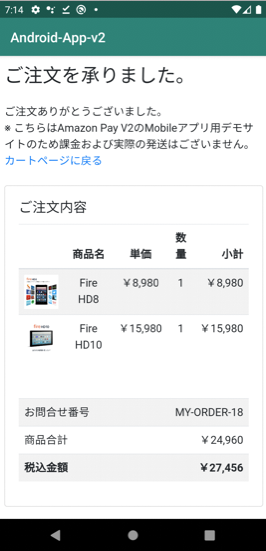 7:14
Android-App-v2
ご注文を承りました。
ご注文ありがとうございました。
※ こちらはAmazon Pay V2のMobileアプリ用デモサ
イトのため課金および実際の発送はございません。
カートページに戻る
ご注文内容
商品名 単価 数量 小計
Fire HD8 ￥8,980 1 ￥8,980
Fire HD10 ￥15,980 1 ￥15,980
お問合せ番号 MY-ORDER-18
商品合計 ￥24,960
税込金額 ￥27,456